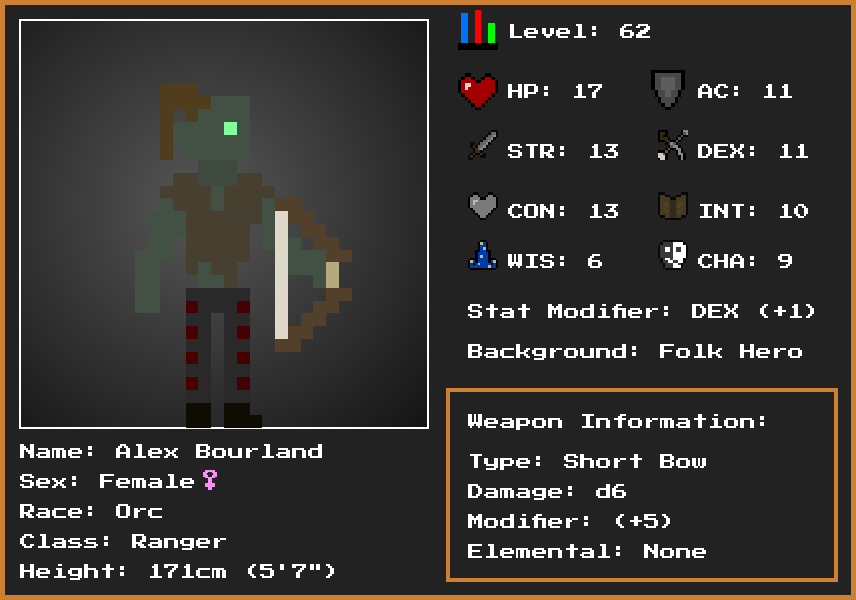 Level: 62
HP: 17
AC: 11
STR: 13
DEX: 11
CON: 13
INT: 10
WIS: 6
CHA: 9
Stat Modifier: DEX (+1)
Background: Folk Hero
Weapon Information:
Type: Short Bow
Damage: d6
Modifier: (+5)
Elemental: None
Name: Alex Bourland
Sex: Female♀
Race: Orc
Class: Ranger
Height: 171cm (5'7")